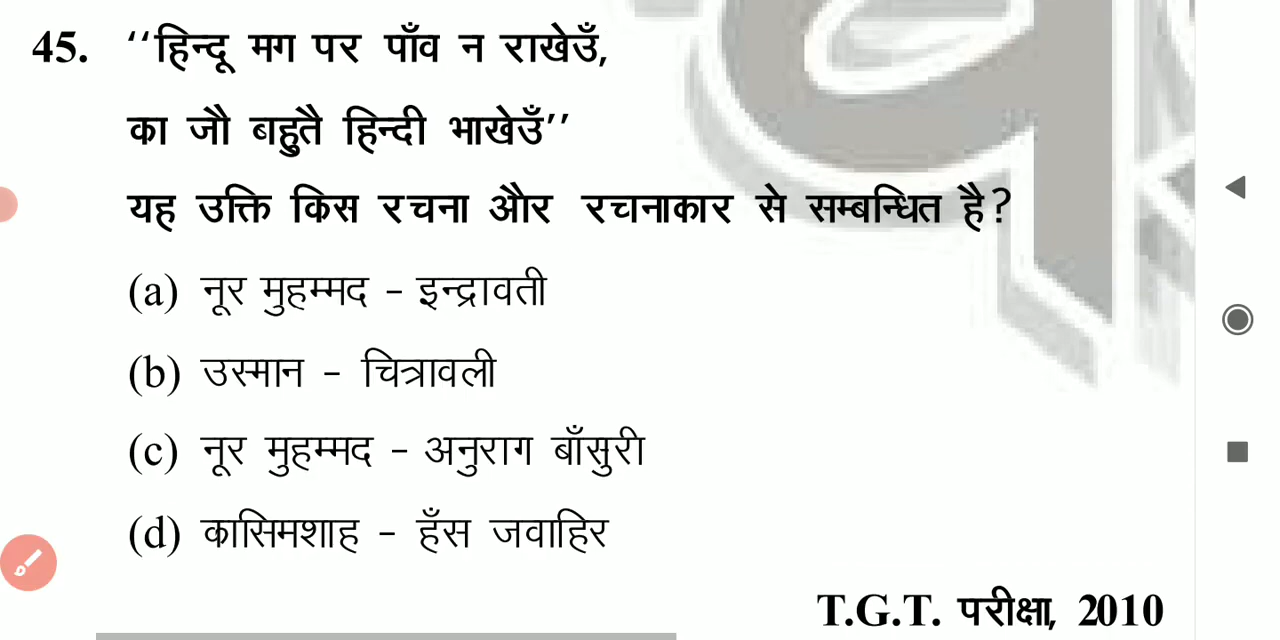 45. ‘‘हिन्दू मग पर पाँव न राखेउँ,
का जौ बहुतै हिन्दी भाखेउँ’’
यह उक्ति किस रचना और रचनाकार से सम्बन्धित है?
(a) नूर मुहम्मद – इन्द्रावती
(b) उस्मान – चित्रावली
(c) नूर मुहम्मद – अनुराग बाँसुरी
(d) कासिमशाह – हँस जवाहिर
T.G.T. परीक्षा, 2010